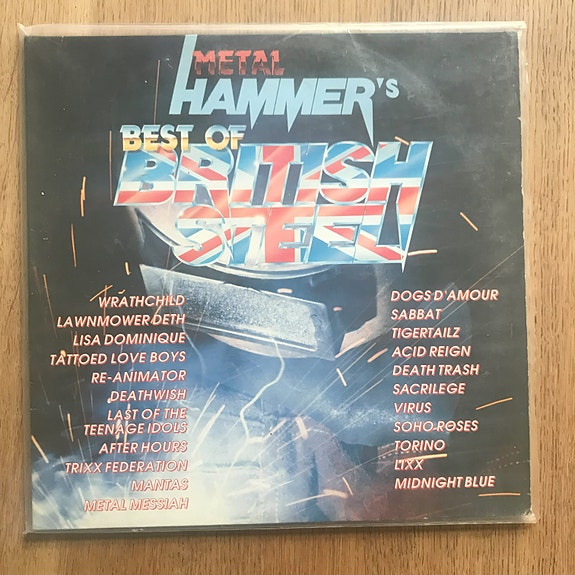 METAL
HAMMER'S
BEST OF
BRITISH
STEEL
WRATHCHILD
LAWNMOWER DETH
LISA DOMINIQUE
TATTOED LOVE BOYS
RE-ANIMATOR
DEATHWISH
LAST OF THE
TEENAGE IDOLS
AFTER HOURS
TRIXX FEDERATION
MANTAS
METAL MESSIAH
DOGS D'AMOUR
SABBAT
TIGERTAILZ
ACID REIGN
DEATH TRASH
SACRILEGE
VIRUS
SOHO ROSES
TORINO
LIXX
MIDNIGHT BLUE